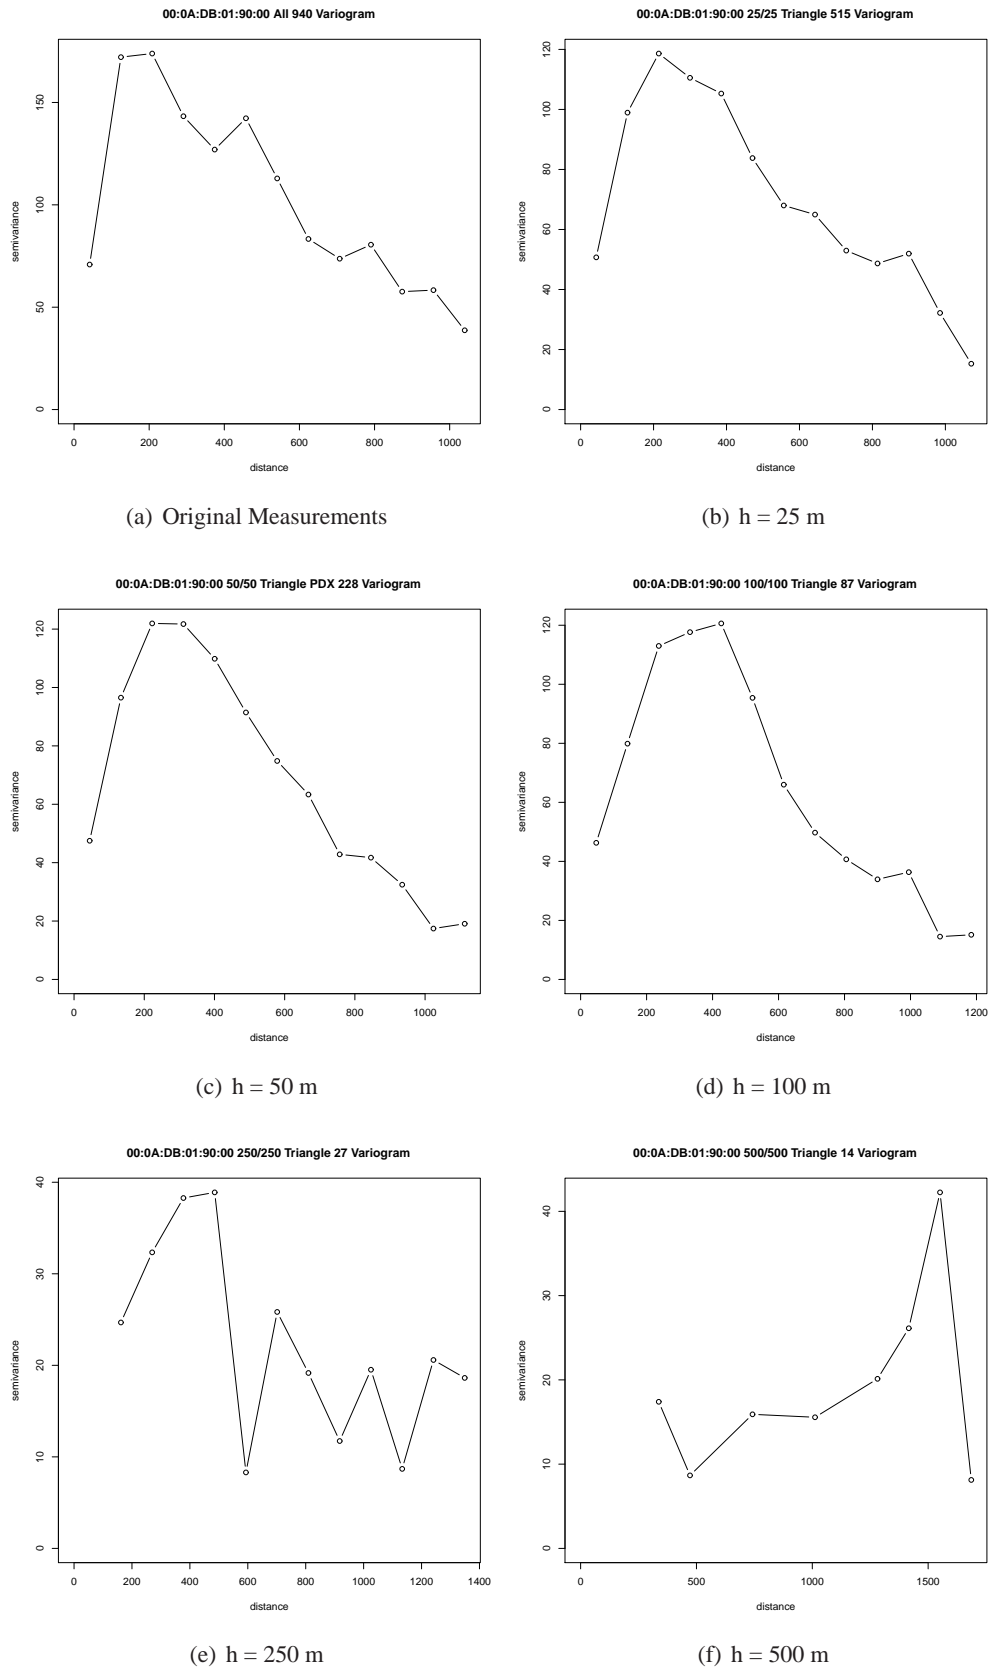 00:0A:DB:01:90:00 All 940 Variogram
semivariance
150
100
50
0
0 200 400 600 800 1000
distance
(a) Original Measurements
00:0A:DB:01:90:00 25/25 Triangle 515 Variogram
semivariance
120
100
80
60
40
20
0
0 200 400 600 800 1000
distance
(b) h = 25 m
00:0A:DB:01:90:00 50/50 Triangle PDX 228 Variogram
semivariance
120
100
80
60
40
20
0
0 200 400 600 800 1000
distance
(c) h = 50 m
00:0A:DB:01:90:00 100/100 Triangle 87 Variogram
semivariance
120
100
80
60
40
20
0
0 200 400 600 800 1000 1200
distance
(d) h = 100 m
00:0A:DB:01:90:00 250/250 Triangle 27 Variogram
semivariance
40
30
20
10
0
0 200 400 600 800 1000 1200 1400
distance
(e) h = 250 m
00:0A:DB:01:90:00 500/500 Triangle 14 Variogram
semivariance
40
30
20
10
0
0 500 1000 1500
distance
(f) h = 500 m